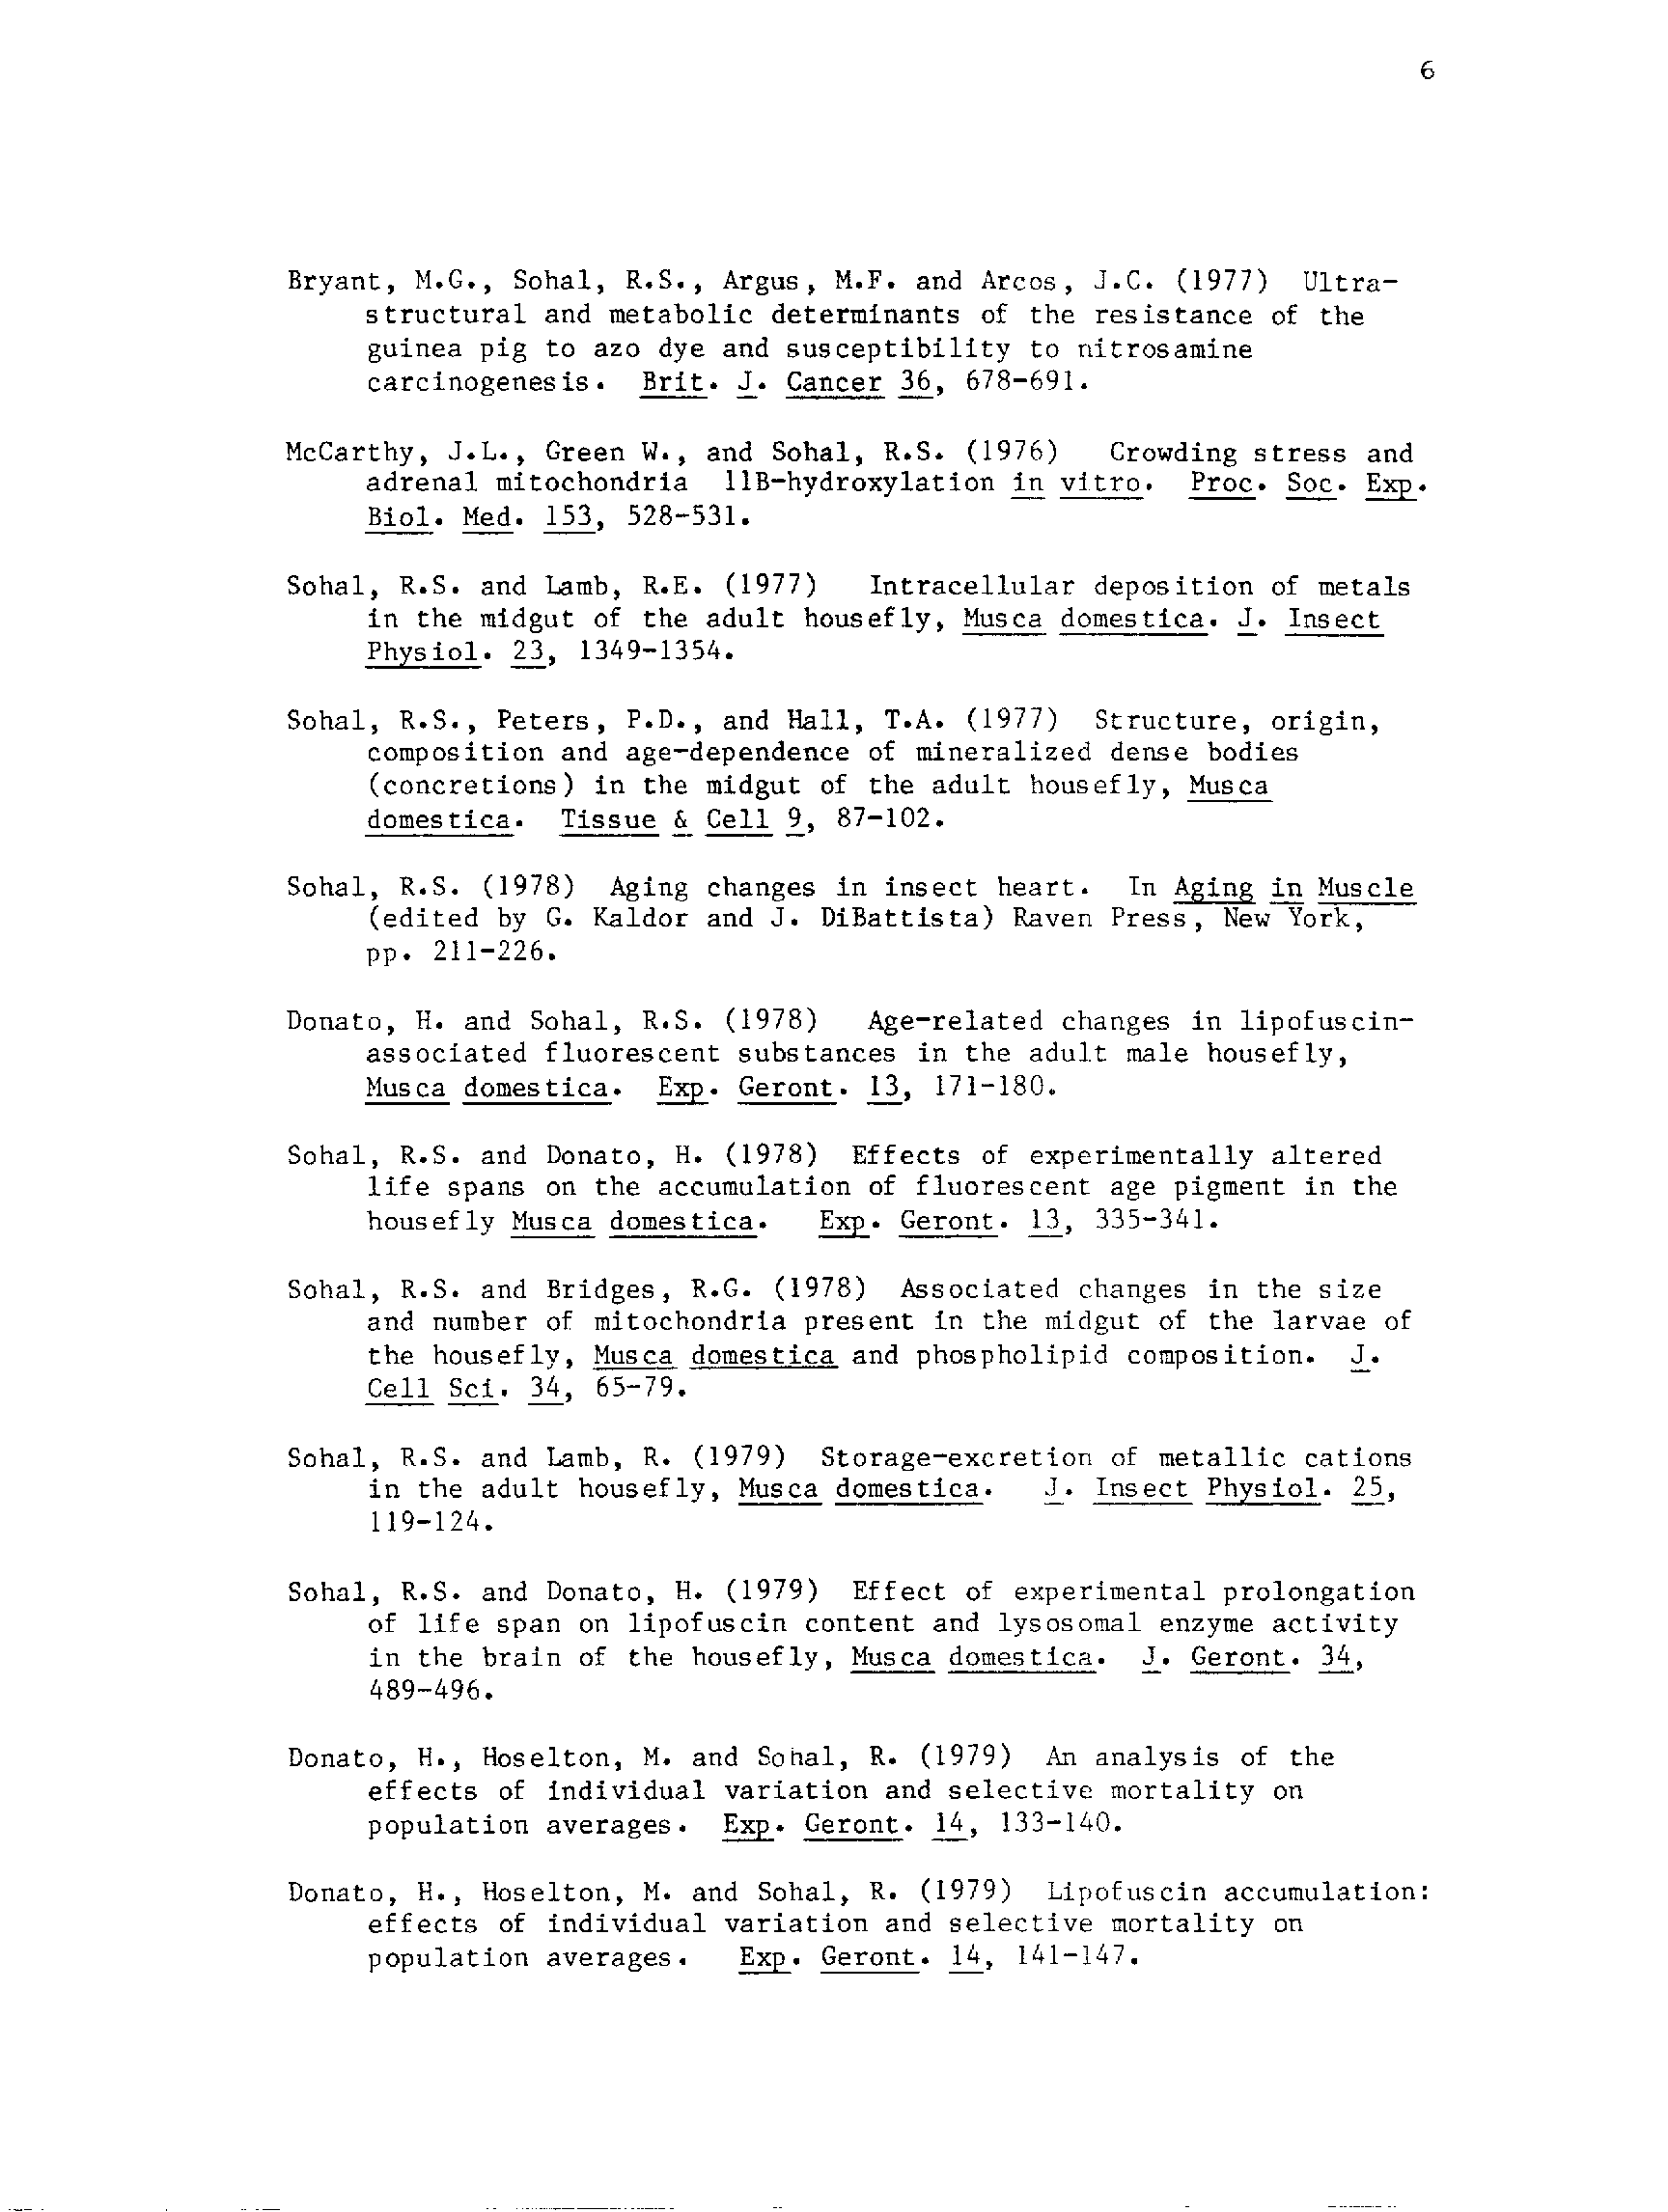 6
Bryant, M.G., Sohal, R.S., Argus, M.F. and Arcos, J.C. (1977) Ultra-
structural and metabolic determinants of the resistance of the
guinea pig to azo dye and susceptibility to nitrosamine
carcinogenesis. Brit. J. Cancer 36, 678-691.
McCarthy, J.L., Green W., and Sohal, R.S. (1976) Crowding stress and
adrenal mitochondria 11B-hydroxylation in vitro. Proc. Soc. Exp.
Biol. Med. 153, 528-531.
Sohal, R.S. and Lamb, R.E. (1977) Intracellular deposition of metals
in the midgut of the adult housefly, Musca domestica. J. Insect
Physiol. 23, 1349-1354.
Sohal, R.S., Peters, P.D., and Hall, T.A. (1977) Structure, origin,
composition and age-dependence of mineralized dense bodies
(concretions) in the midgut of the adult housefly, Musca
domestica. Tissue & Cell 9, 87-102.
Sohal, R.S. (1978) Aging changes in insect heart. In Aging in Muscle
(edited by G. Kaldor and J. DiBattista) Raven Press, New York,
pp. 211-226.
Donato, H. and Sohal, R.S. (1978) Age-related changes in lipofuscin-
associated fluorescent substances in the adult male housefly,
Musca domestica. Exp. Geront. 13, 171-180.
Sohal, R.S. and Donato, H. (1978) Effects of experimentally altered
life spans on the accumulation of fluorescent age pigment in the
housefly Musca domestica. Exp. Geront. 13, 335-341.
Sohal, R.S. and Bridges, R.G. (1978) Associated changes in the size
and number of mitochondria present in the midgut of the larvae of
the housefly, Musca domestica and phospholipid composition. J.
Cell Sci. 34, 65-79.
Sohal, R.S. and Lamb, R. (1979) Storage-excretion of metallic cations
in the adult housefly, Musca domestica. J. Insect Physiol. 25,
119-124.
Sohal, R.S. and Donato, H. (1979) Effect of experimental prolongation
of life span on lipofuscin content and lysosomal enzyme activity
in the brain of the housefly, Musca domestica. J. Geront. 34,
489-496.
Donato, H., Hoselton, M. and Sohal, R. (1979) An analysis of the
effects of individual variation and selective mortality on
population averages. Exp. Geront. 14, 133-140.
Donato, H., Hoselton, M. and Sohal, R. (1979) Lipofuscin accumulation:
effects of individual variation and selective mortality on
population averages. Exp. Geront. 14, 141-147.